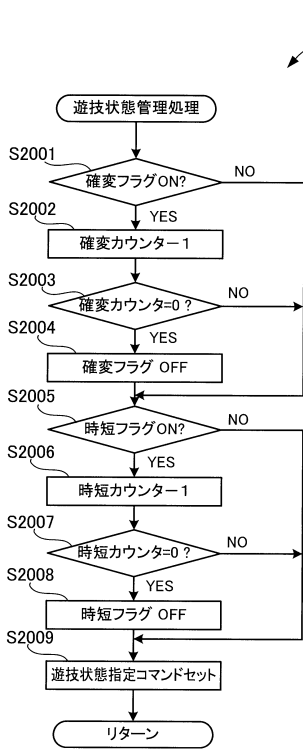 遊技状態管理処理
S2001
確変フラグON?
NO
YES
S2002
確変カウンター1
S2003
確変カウンタ=0 ?
NO
YES
S2004
確変フラグ OFF
S2005
時短フラグON?
NO
YES
S2006
時短カウンター1
S2007
時短カウンタ=0 ?
NO
YES
S2008
時短フラグ OFF
S2009
遊技状態指定コマンドセット
リターン